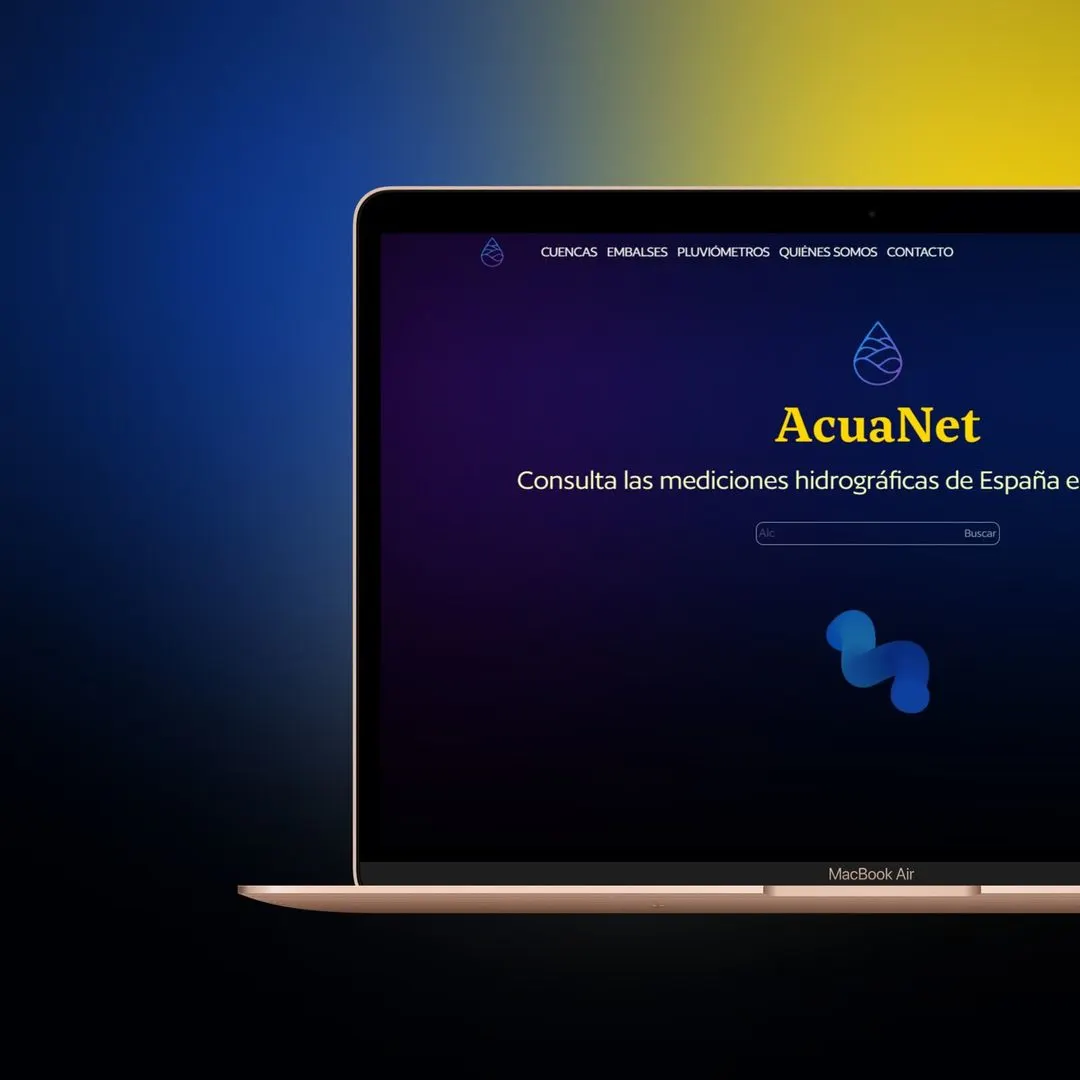 CUENCAS EMBALSES PLUVIÓMETROS QUIÉNES SOMOS CONTACTO
AcuaNet
Consulta las mediciones hidrográficas de España e
Alc Buscar
MacBook Air